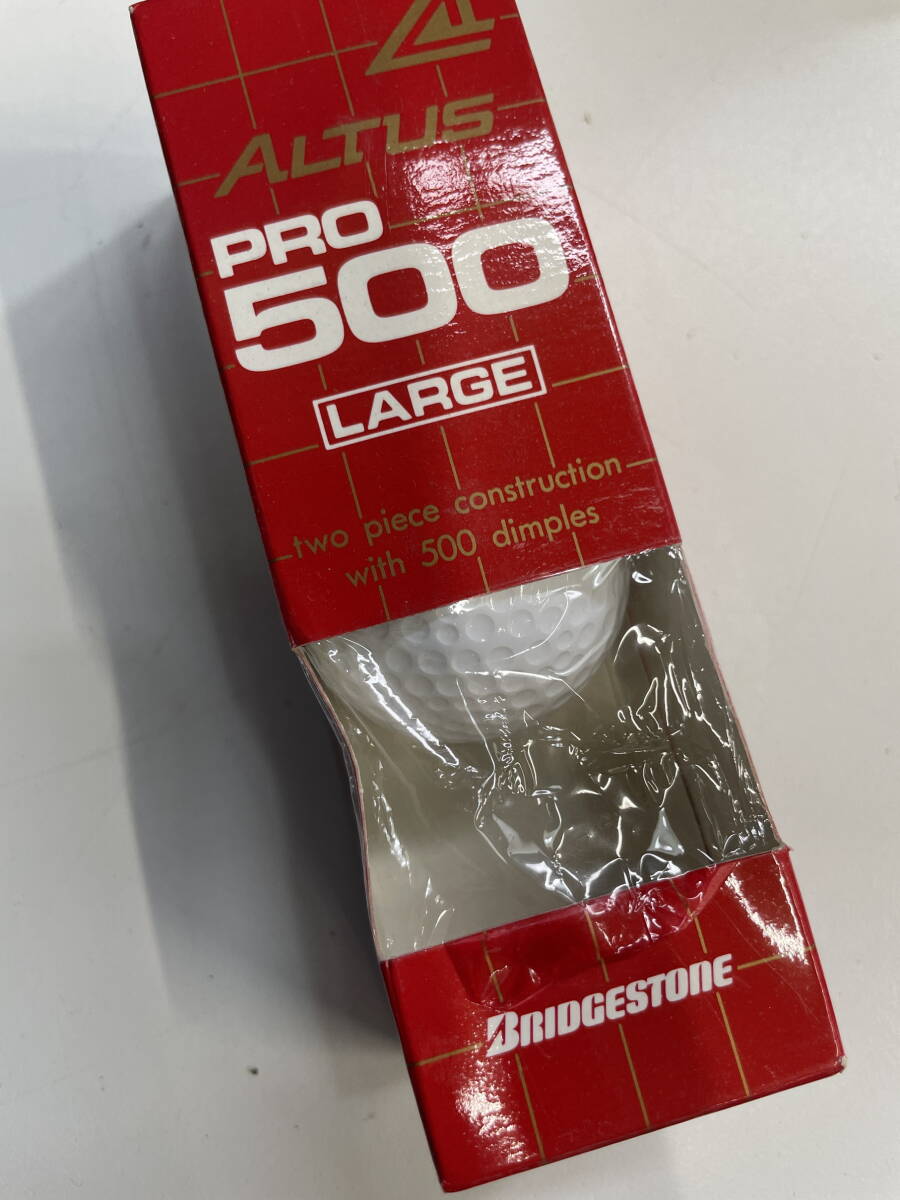 ALTUS
PRO
500
LARGE
two piece construction
with 500 dimples
BRIDGESTONE